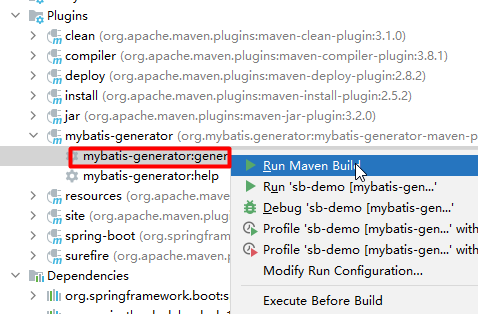 Plugins
clean (org.apache.maven.plugins:maven-clean-plugin:3.1.0)
compiler (org.apache.maven.plugins:maven-compiler-plugin:3.8.1)
deploy (org.apache.maven.plugins:maven-deploy-plugin:2.8.2)
install (org.apache.maven.plugins:maven-install-plugin:2.5.2)
jar (org.apache.maven.plugins:maven-jar-plugin:3.2.0)
mybatis-generator (org.mybatis.generator:mybatis-generator-maven-p
mybatis-generator:gener
Run Maven Build
mybatis-generator:help
Run 'sb-demo [mybatis-gen...'
resources (org.apache.maven
Debug 'sb-demo [mybatis-gen...'
site (org.apache.maven.plug
Profile 'sb-demo [mybatis-gen...' with
spring-boot (org.springfram
Profile 'sb-demo [mybatis-gen...' with
surefire (org.apache.maven.
Modify Run Configuration...
Dependencies
org.springframework.boot:s
Execute Before Build